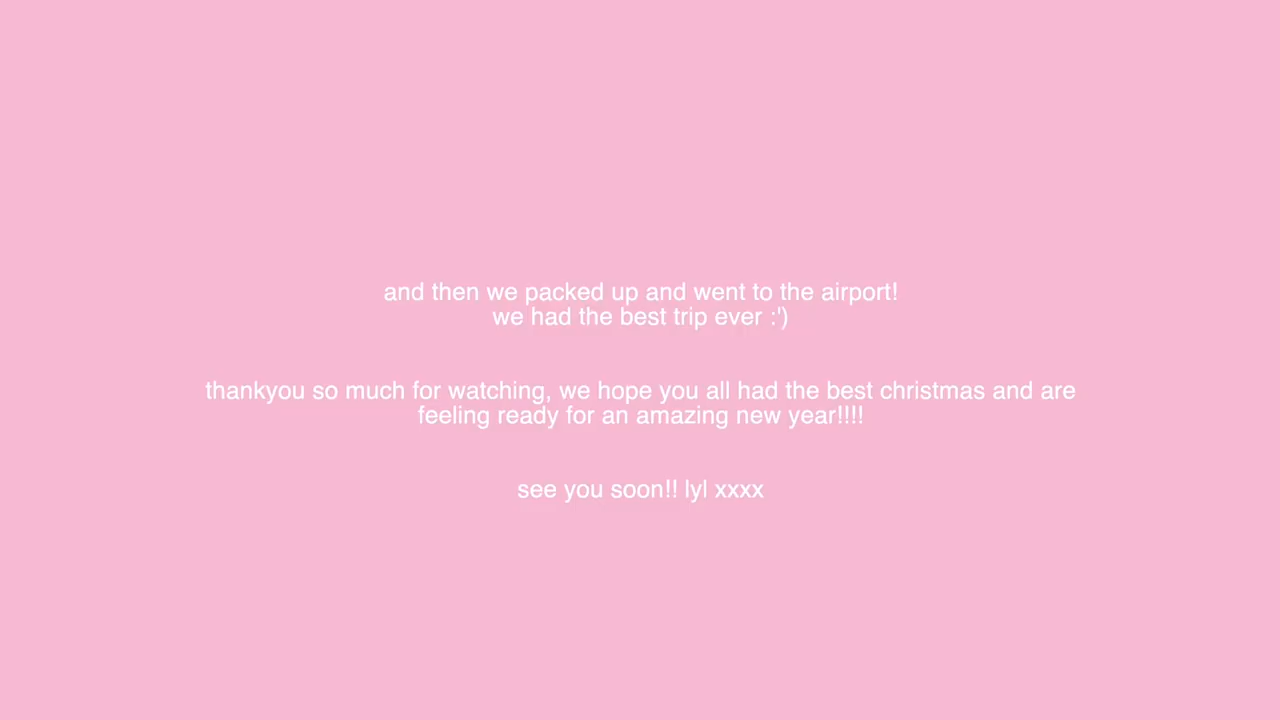 and then we packed up and went to the airport!
we had the best trip ever :')
thankyou so much for watching, we hope you all had the best christmas and are
feeling ready for an amazing new year!!!!
see you soon!! lyl xxxx